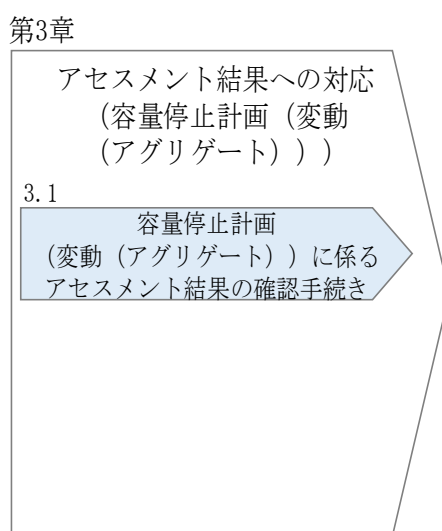 第3章
アセスメント結果への対応
（容量停止計画（変動
（アグリゲート）））
3.1
容量停止計画
(変動（アグリゲート）)に係る
アセスメント結果の確認手続き